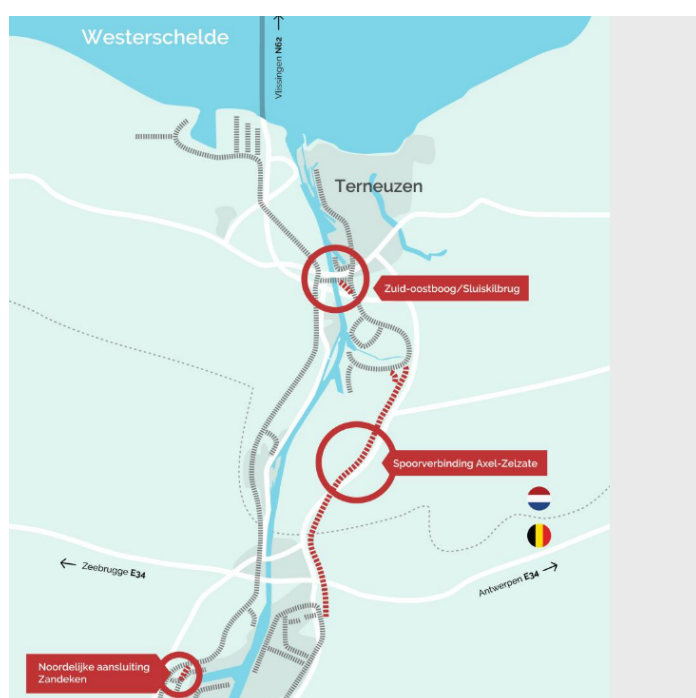 Westerschelde
Vlissingen N62
Terneuzen
Zuid-oostboog/Sluiskilbrug
Spoorverbinding Axel-Zelzate
Zeebrugge E34
Antwerpen E34
Noordelijke aansluiting
Zandeken